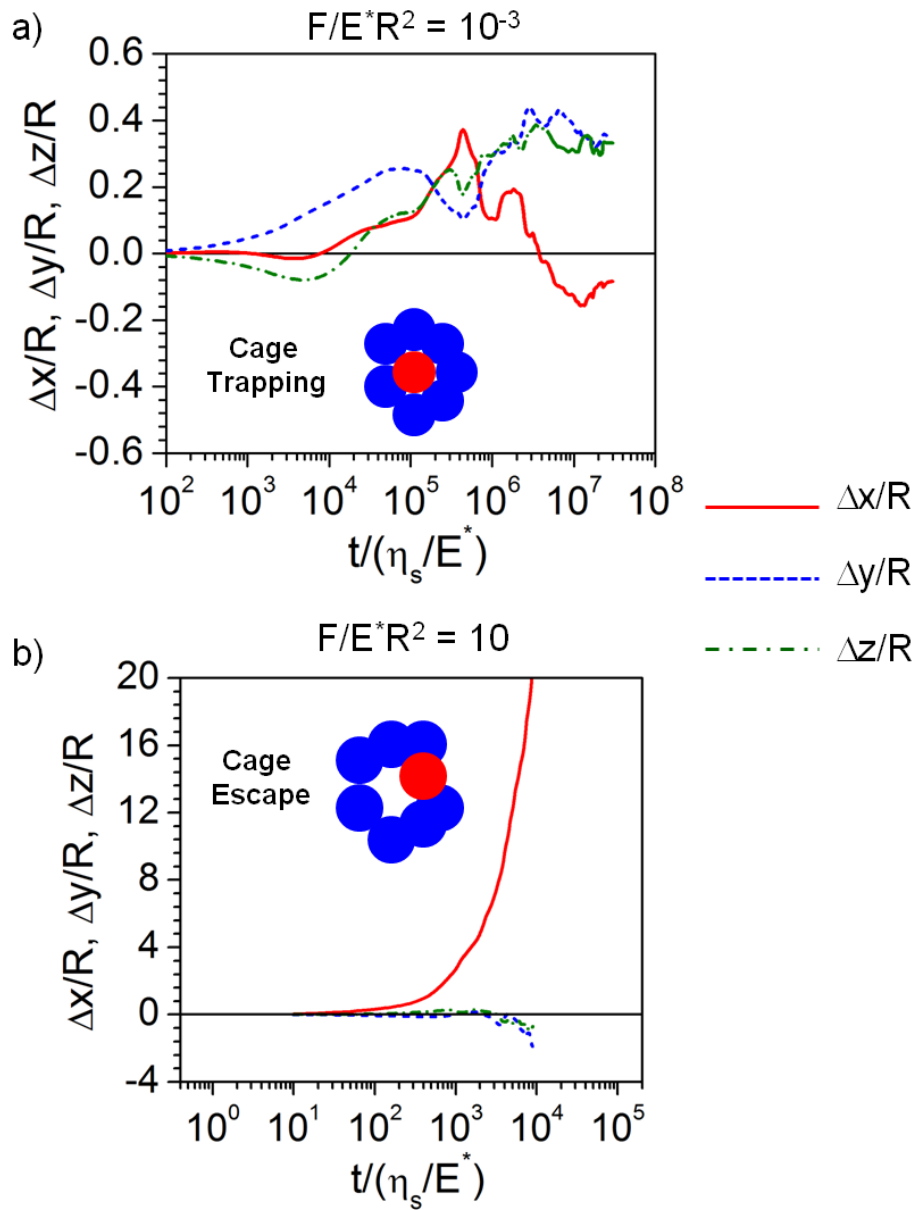 a)
F/E*R² = 10⁻³
Δx/R, Δy/R, Δz/R
0.6
0.4
0.2
0.0
-0.2
-0.4
-0.6
Cage
Trapping
10² 10³ 10⁴ 10⁵ 10⁶ 10⁷ 10⁸
t/(ηₛ/E*)
Δx/R
Δy/R
Δz/R
b)
F/E*R² = 10
Δx/R, Δy/R, Δz/R
20
16
12
8
4
0
-4
Cage
Escape
10⁰ 10¹ 10² 10³ 10⁴ 10⁵
t/(ηₛ/E*)